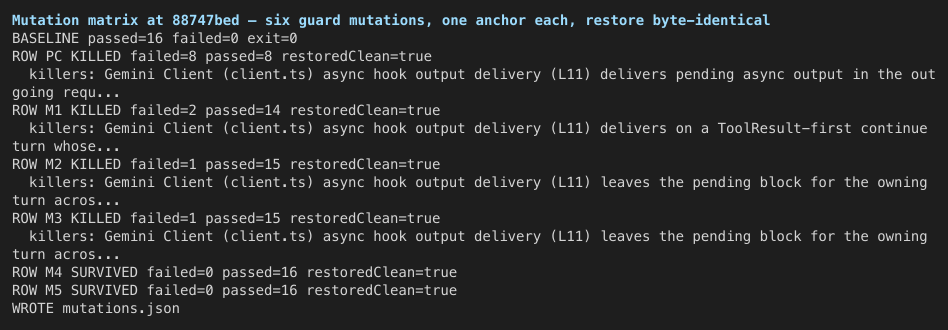 Mutation matrix at 88747bed — six guard mutations, one anchor each, restore byte-identical
BASELINE passed=16 failed=0 exit=0
ROW PC KILLED failed=8 passed=8 restoredClean=true
  killers: Gemini Client (client.ts) async hook output delivery (L11) delivers pending async output in the out
going requ...
ROW M1 KILLED failed=2 passed=14 restoredClean=true
  killers: Gemini Client (client.ts) async hook output delivery (L11) delivers on a ToolResult-first continue
turn whose...
ROW M2 KILLED failed=1 passed=15 restoredClean=true
  killers: Gemini Client (client.ts) async hook output delivery (L11) leaves the pending block for the owning
turn acros...
ROW M3 KILLED failed=1 passed=15 restoredClean=true
  killers: Gemini Client (client.ts) async hook output delivery (L11) leaves the pending block for the owning
turn acros...
ROW M4 SURVIVED failed=0 passed=16 restoredClean=true
ROW M5 SURVIVED failed=0 passed=16 restoredClean=true
WROTE mutations.json